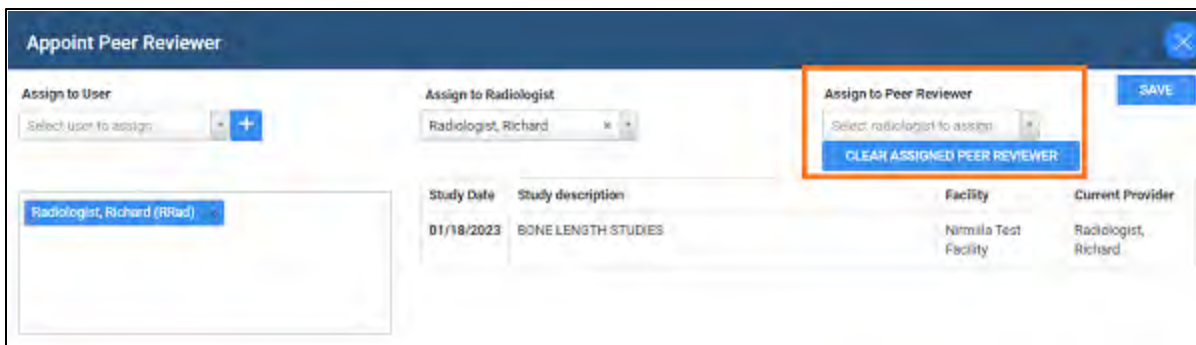 Appoint Peer Reviewer
Assign to User
Select user to assign
Assign to Radiologist
Radiologist, Richard
Assign to Peer Reviewer
Select radiologist to assign
SAVE
CLEAR ASSIGNED PEER REVIEWER
Radiologist, Richard (RRad)
Study Date Study description Facility Current Provider
01/18/2023 BONE LENGTH STUDIES Nirmilla Test Radiologist,
Facility Richard